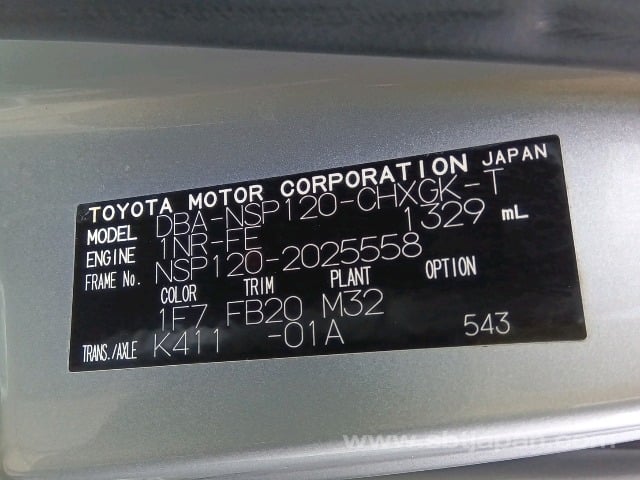 TOYOTA MOTOR CORPORATION JAPAN
MODEL DBA-NSP120-CHXGK-T
ENGINE 1NR-FE 1329 mL
FRAME No. NSP120-2025558
COLOR TRIM PLANT OPTION
1F7 FB20 M32
TRANS./AXLE K411 -01A 543
www.sbtjapan.com